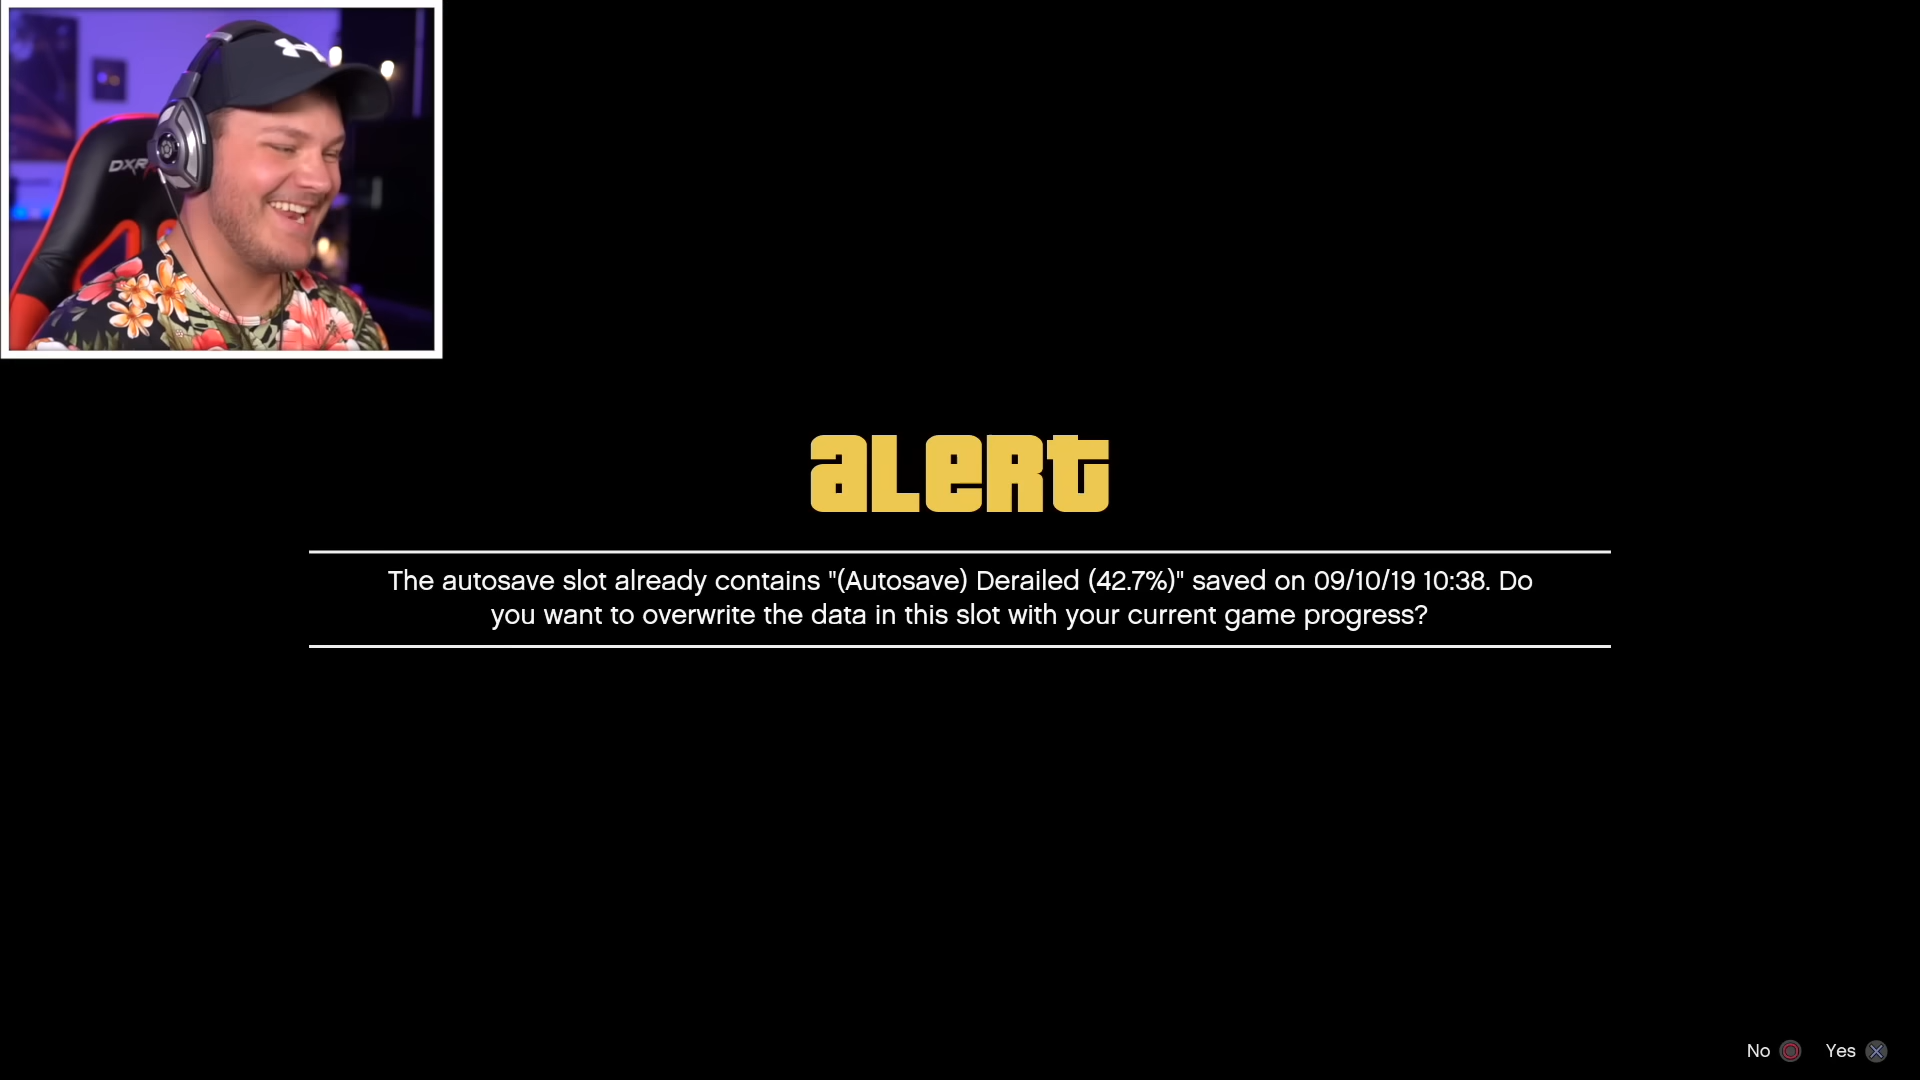 DXR
aLeRt
The autosave slot already contains "(Autosave) Derailed (42.7%)" saved on 09/10/19 10:38. Do
you want to overwrite the data in this slot with your current game progress?
No Yes